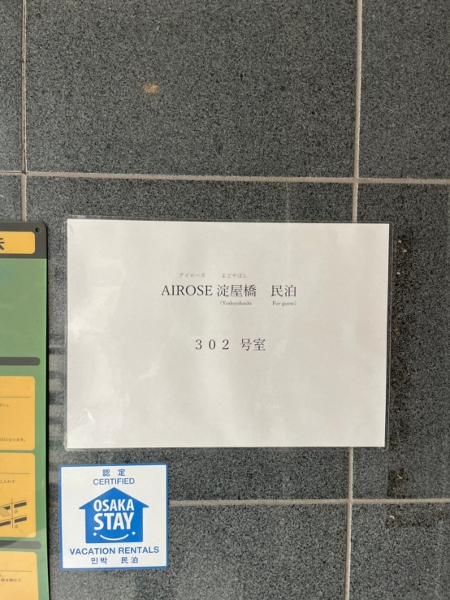 アイローズ よどやばし
AIROSE 淀屋橋 民泊
(Yodoyabashi For guest)
302 号室
認定
CERTIFIED
OSAKA
STAY
VACATION RENTALS
민박 民泊